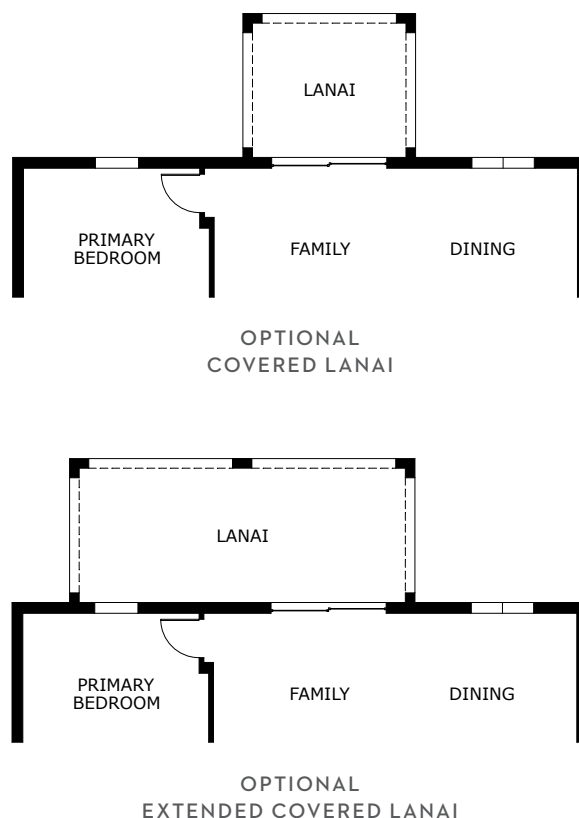 LANAI
PRIMARY
BEDROOM
FAMILY
DINING
OPTIONAL
COVERED LANAI
LANAI
PRIMARY
BEDROOM
FAMILY
DINING
OPTIONAL
EXTENDED COVERED LANAI